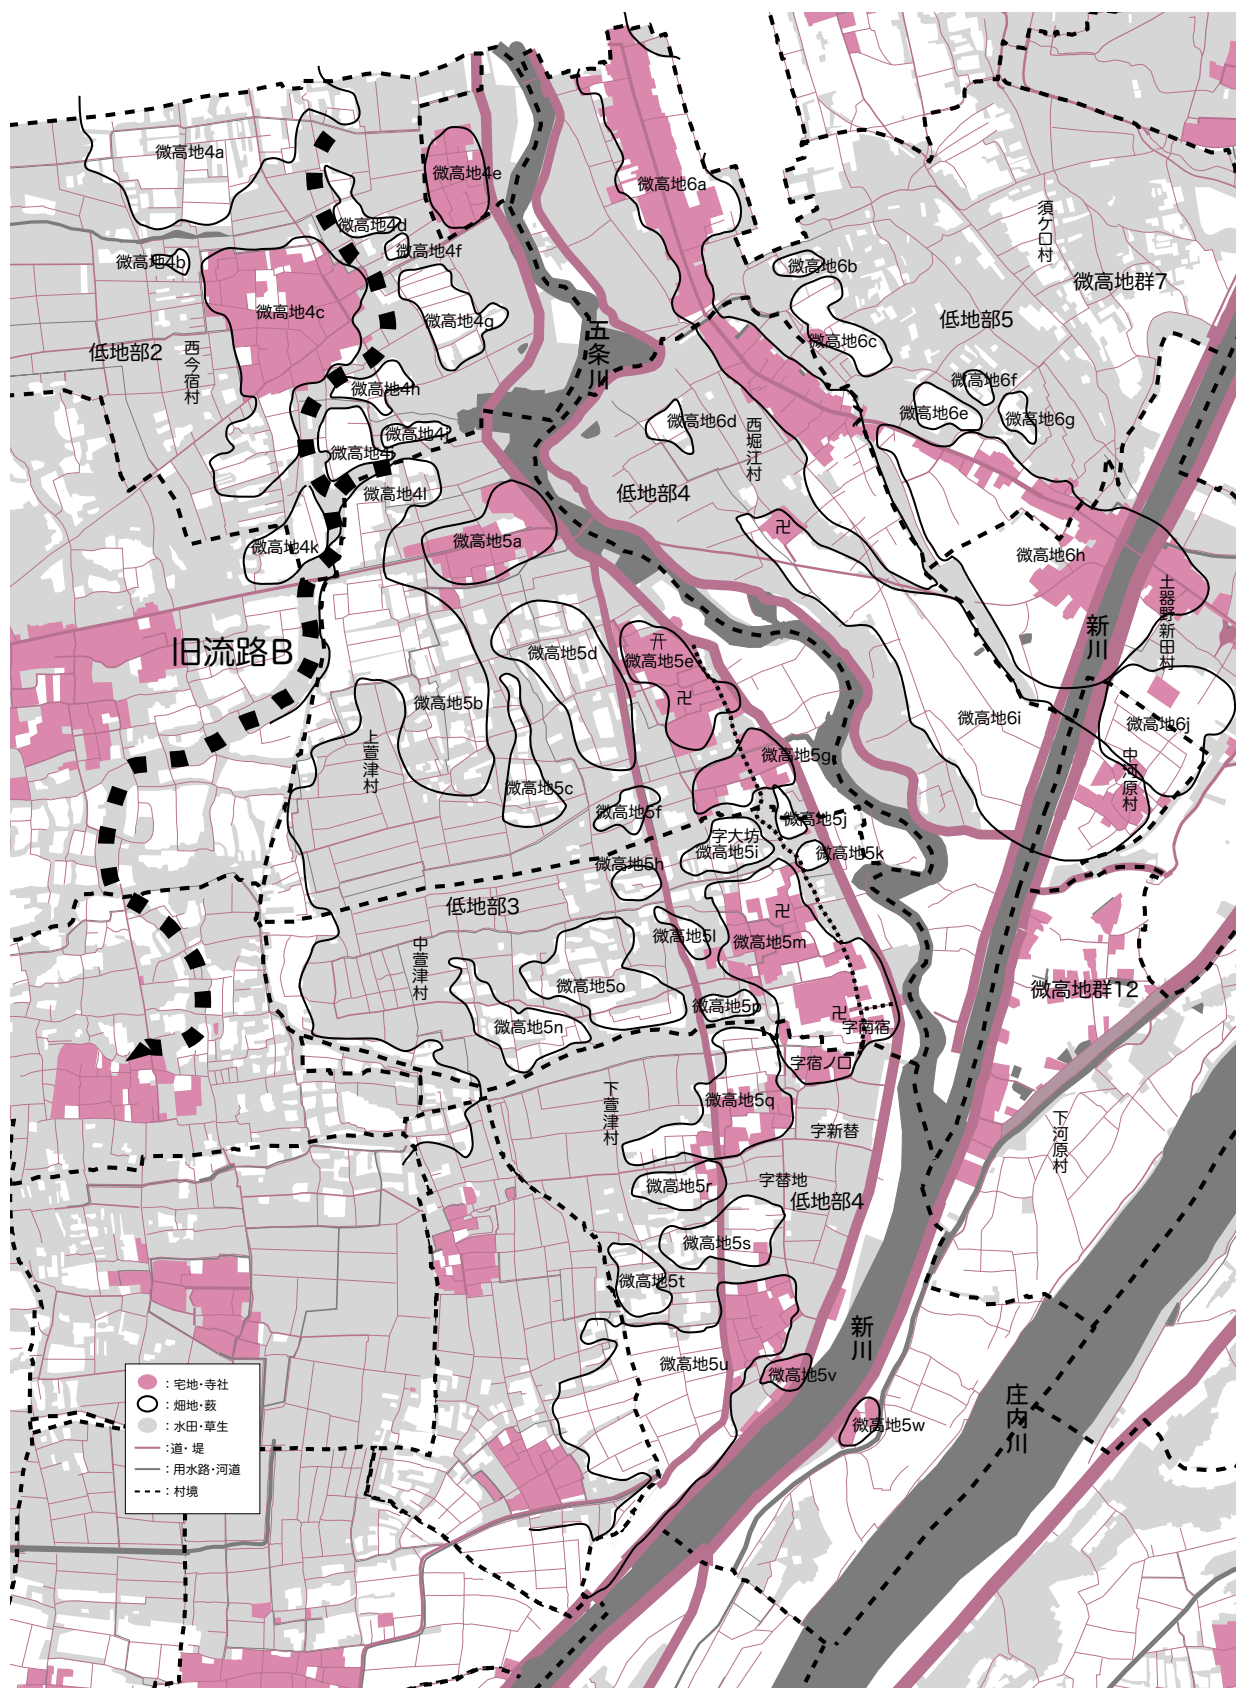 微高地4a
微高地4e
微高地6a
須ケ口村
微高地4d
微高地4f
微高地4b
微高地6b
微高地群7
微高地4c
微高地4g
五条川
低地部5
微高地6c
低地部2
西今宿村
微高地4h
微高地6f
微高地6e
微高地6g
微高地6d
西堀江村
微高地4j
微高地4i
微高地4l
低地部4
卍
微高地4k
微高地5a
微高地6h
土器野新田村
新川
旧流路B
微高地5d
微高地5e
卍
微高地5b
微高地6i
微高地6j
上萱津村
微高地5g
中河原村
微高地5c
微高地5f
微高地5j
字大坊
微高地5i
微高地5k
微高地5h
低地部3
卍
微高地5l
微高地5m
中萱津村
微高地5o
微高地群12
微高地5p
微高地5n
卍
字南宿
字宿ノ口
下萱津村
微高地5q
字新替
下河原村
微高地5r
字替地
低地部4
微高地5s
微高地5t
新川
微高地5u
微高地5v
庄内川
微高地5w
：宅地・寺社
：畑地・薮
：水田・草生
：道・堤
：用水路・河道
：村境